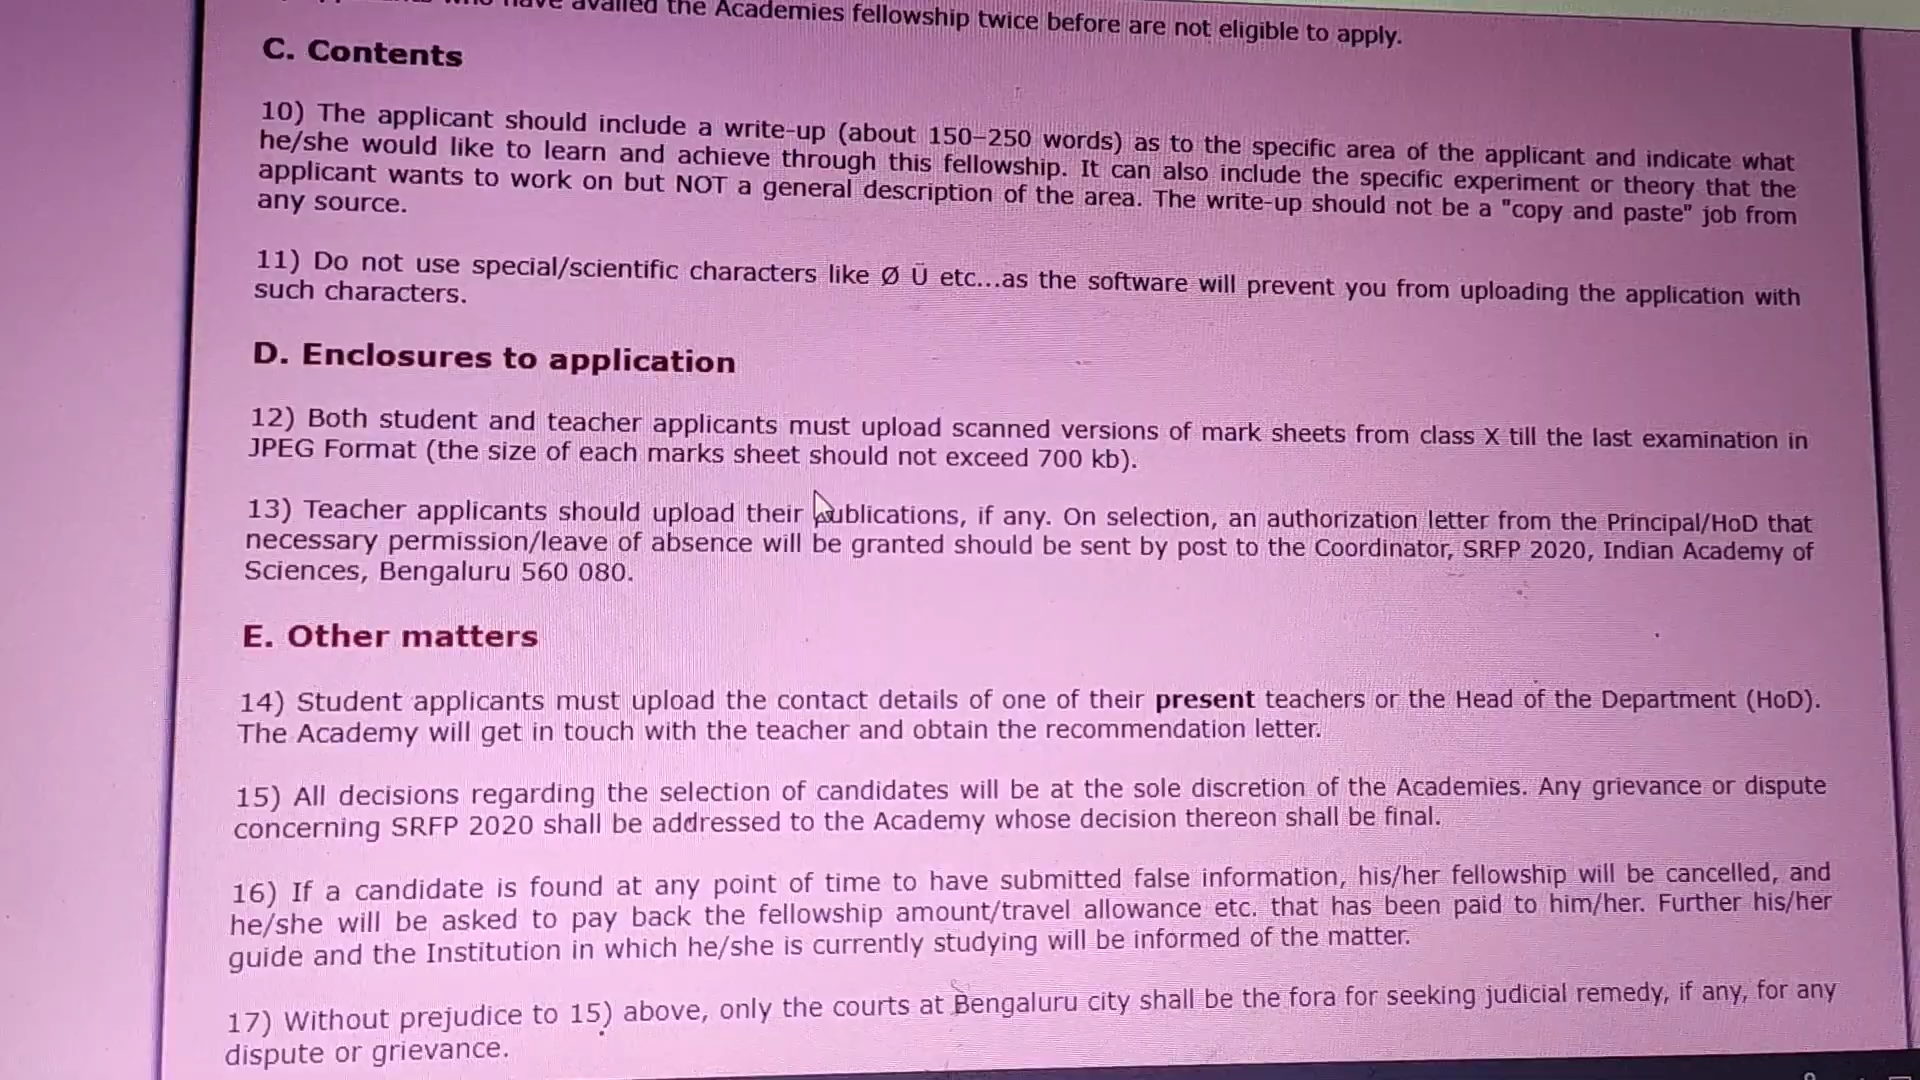 have availed the Academies fellowship twice before are not eligible to apply.
C. Contents
10) The applicant should include a write-up (about 150-250 words) as to the specific area of the applicant and indicate what
he/she would like to learn and achieve through this fellowship. It can also include the specific experiment or theory that the
applicant wants to work on but NOT a general description of the area. The write-up should not be a "copy and paste" job from
any source.
11) Do not use special/scientific characters like Ø Ü etc...as the software will prevent you from uploading the application with
such characters.
D. Enclosures to application
12) Both student and teacher applicants must upload scanned versions of mark sheets from class X till the last examination in
JPEG Format (the size of each marks sheet should not exceed 700 kb).
13) Teacher applicants should upload their publications, if any. On selection, an authorization letter from the Principal/HoD that
necessary permission/leave of absence will be granted should be sent by post to the Coordinator, SRFP 2020, Indian Academy of
Sciences, Bengaluru 560 080.
E. Other matters
14) Student applicants must upload the contact details of one of their present teachers or the Head of the Department (HoD).
The Academy will get in touch with the teacher and obtain the recommendation letter.
15) All decisions regarding the selection of candidates will be at the sole discretion of the Academies. Any grievance or dispute
concerning SRFP 2020 shall be addressed to the Academy whose decision thereon shall be final.
16) If a candidate is found at any point of time to have submitted false information, his/her fellowship will be cancelled, and
he/she will be asked to pay back the fellowship amount/travel allowance etc. that has been paid to him/her. Further his/her
guide and the Institution in which he/she is currently studying will be informed of the matter.
17) Without prejudice to 15) above, only the courts at Bengaluru city shall be the fora for seeking judicial remedy, if any, for any
dispute or grievance.